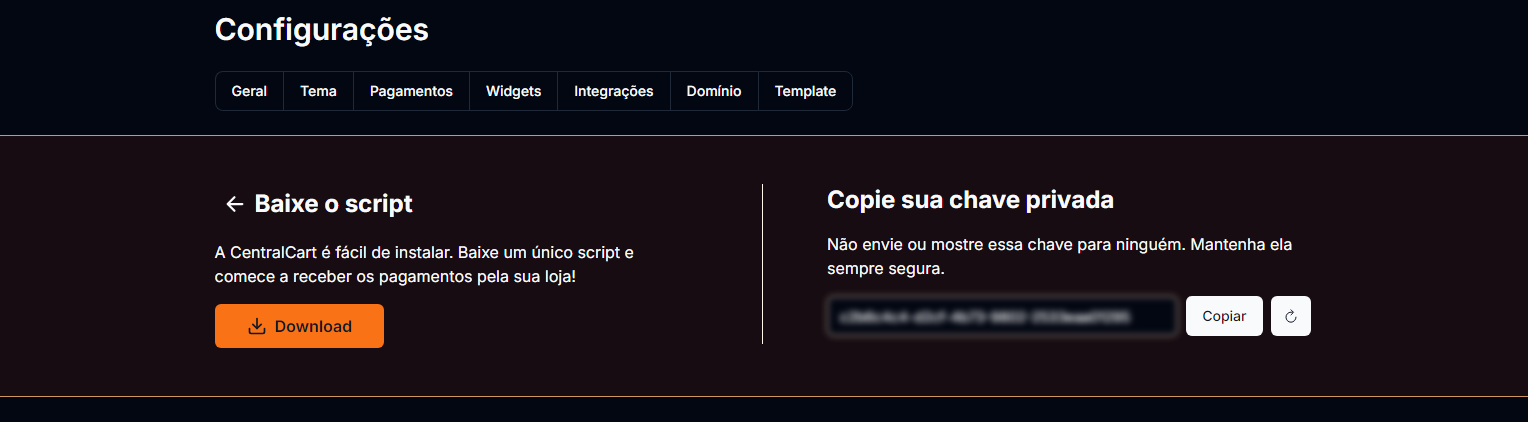 Configurações
Geral
Tema
Pagamentos
Widgets
Integrações
Domínio
Template
Baixe o script
A CentralCart é fácil de instalar. Baixe um único script e
comece a receber os pagamentos pela sua loja!
Download
Copie sua chave privada
Não envie ou mostre essa chave para ninguém. Mantenha ela
sempre segura.
Copiar